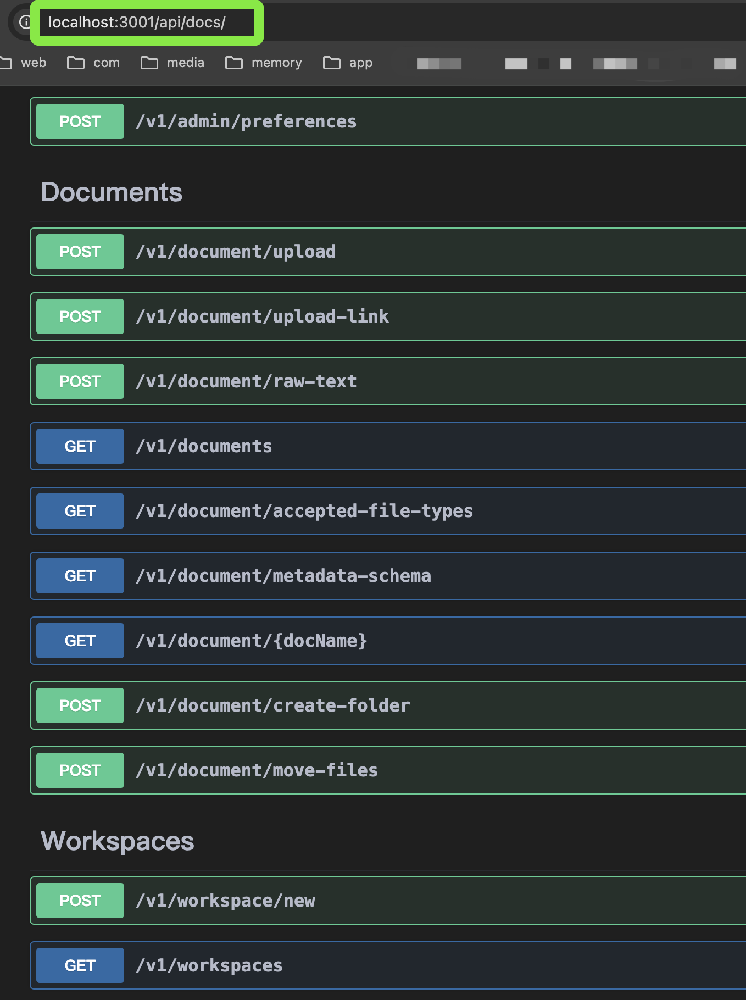 localhost:3001/api/docs/
web com media memory app
POST /v1/admin/preferences
Documents
POST /v1/document/upload
POST /v1/document/upload-link
POST /v1/document/raw-text
GET /v1/documents
GET /v1/document/accepted-file-types
GET /v1/document/metadata-schema
GET /v1/document/{docName}
POST /v1/document/create-folder
POST /v1/document/move-files
Workspaces
POST /v1/workspace/new
GET /v1/workspaces